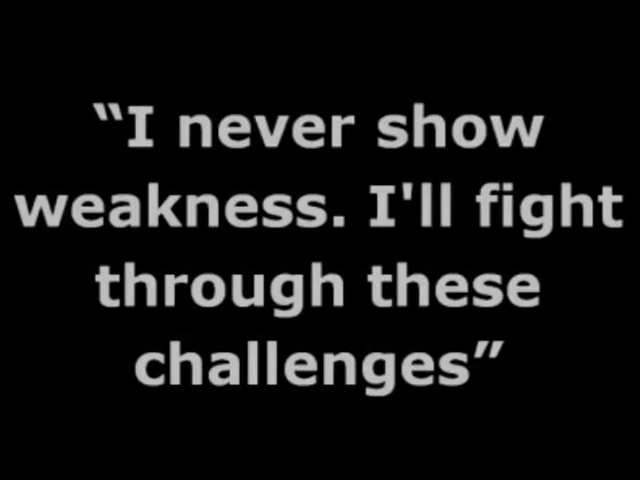 “I never show
weakness. I'll fight
through these
challenges”